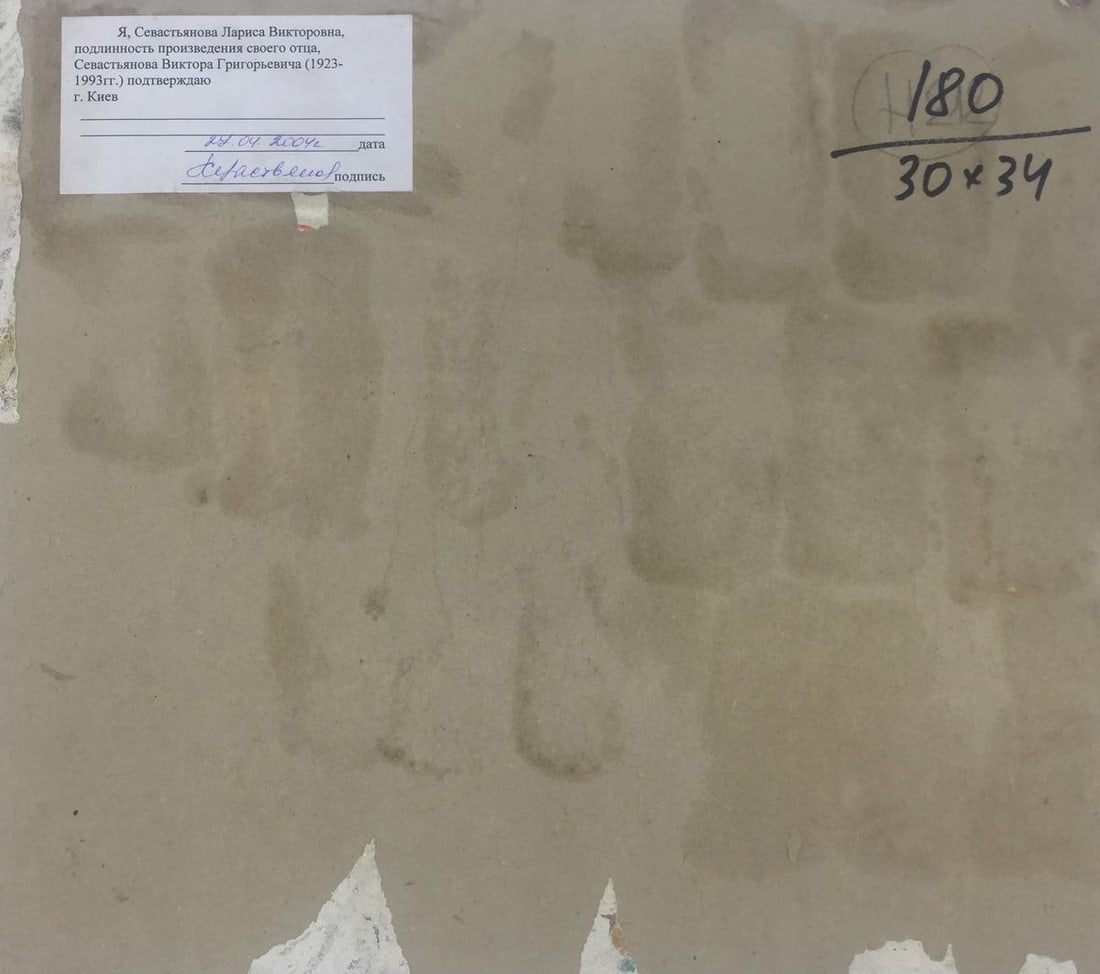 Я, Севастьянова Лариса Викторовна,
подлинность произведения своего отца,
Севастьянова Виктора Григорьевича (1923-
1993гг.) подтверждаю
г. Киев
27.04.2004г дата
подпись
180
30×34